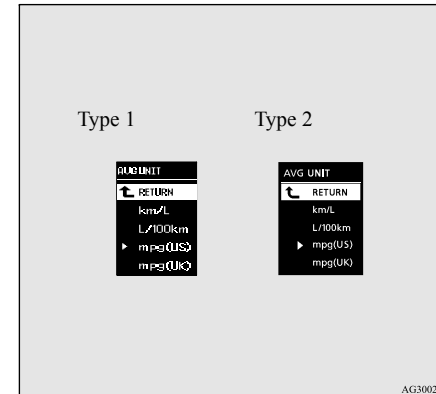 Type 1
Type 2
AVG UNIT
RETURN
km/L
L/100km
mpg(US)
mpg(UK)
AVG UNIT
RETURN
km/L
L/100km
mpg(US)
mpg(UK)
AG3002